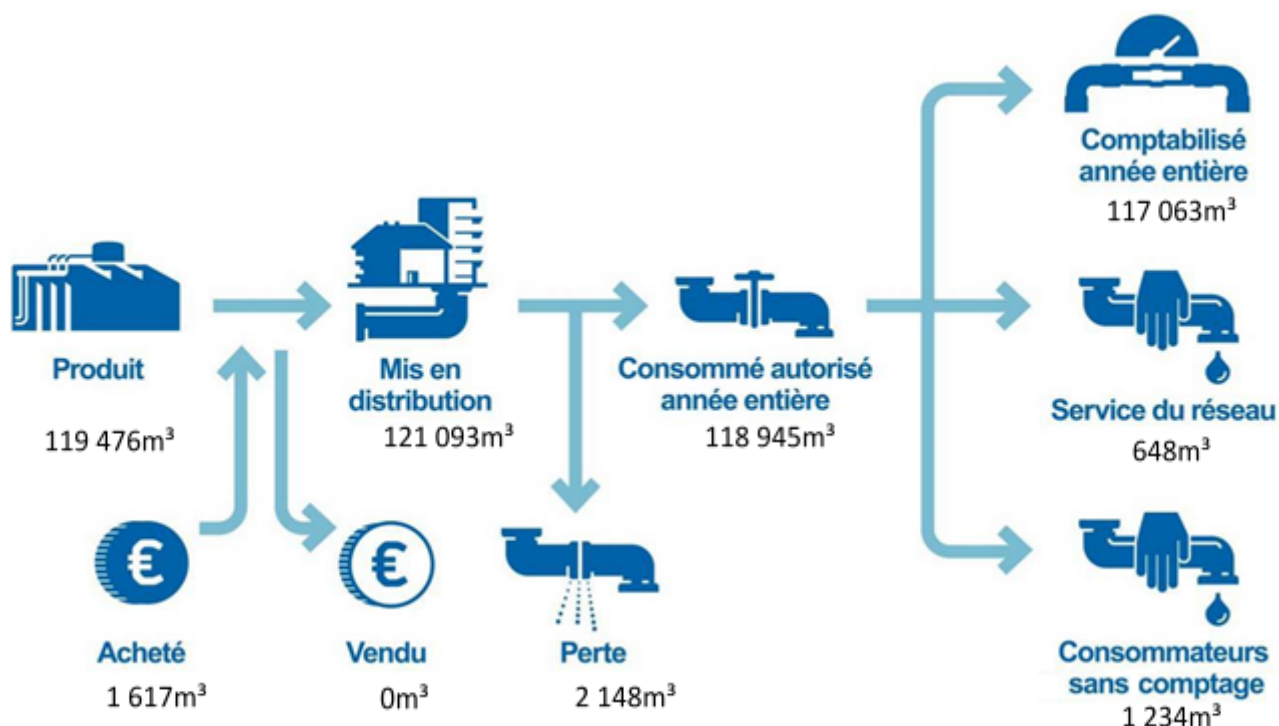 Comptabilisé
année entière
117 063m³
Produit
119 476m³
Mis en
distribution
121 093m³
Consommé autorisé
année entière
118 945m³
Service du réseau
648m³
€
Acheté
1 617m³
€
Vendu
0m³
Perte
2 148m³
Consommateurs
sans comptage
1 234m³